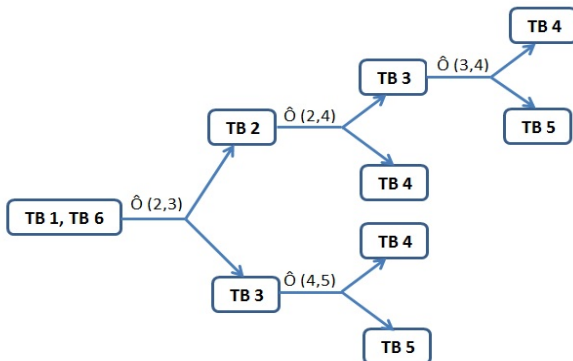 TB 4
Ô (3,4)
TB 3
TB 5
Ô (2,4)
TB 2
TB 4
Ô (2,3)
TB 1, TB 6
TB 4
Ô (4,5)
TB 3
TB 5